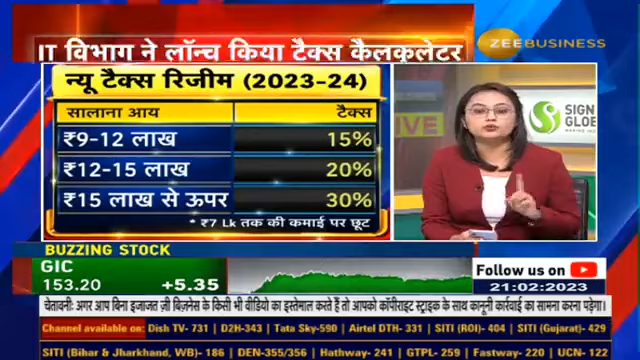 IT विभाग ने लॉन्च किया टैक्स कैलकुलेटर
ZEEBUSINESS
न्यू टैक्स रिजीम (2023-24)
सालाना आय टैक्स
₹9-12 लाख 15%
₹12-15 लाख 20%
₹15 लाख से ऊपर 30%
* ₹7 Lk तक की कमाई पर छूट
LIVE
SIGN
GLOB
BUZZING STOCK
GIC
153.20 +5.35
Follow us on
21-02-2023
चेतावनी: अगर आप बिना इजाजत ज़ी बिज़नेस के किसी भी वीडियो का इस्तेमाल करते हैं तो आपको कॉपीराइट स्ट्राइक के साथ कानूनी कार्रवाई का सामना करना पड़ेगा।
Channel available on: Dish TV- 731 | D2H-343 | Tata Sky-590 | Airtel DTH- 331 | SITI (ROI) - 404 | SITI (Gujarat) - 429
SITI (Bihar & Jharkhand, WB)- 186 | DEN-355/356 | Hathway- 241 | GTPL- 259 | Fastway- 220 | UCN- 122